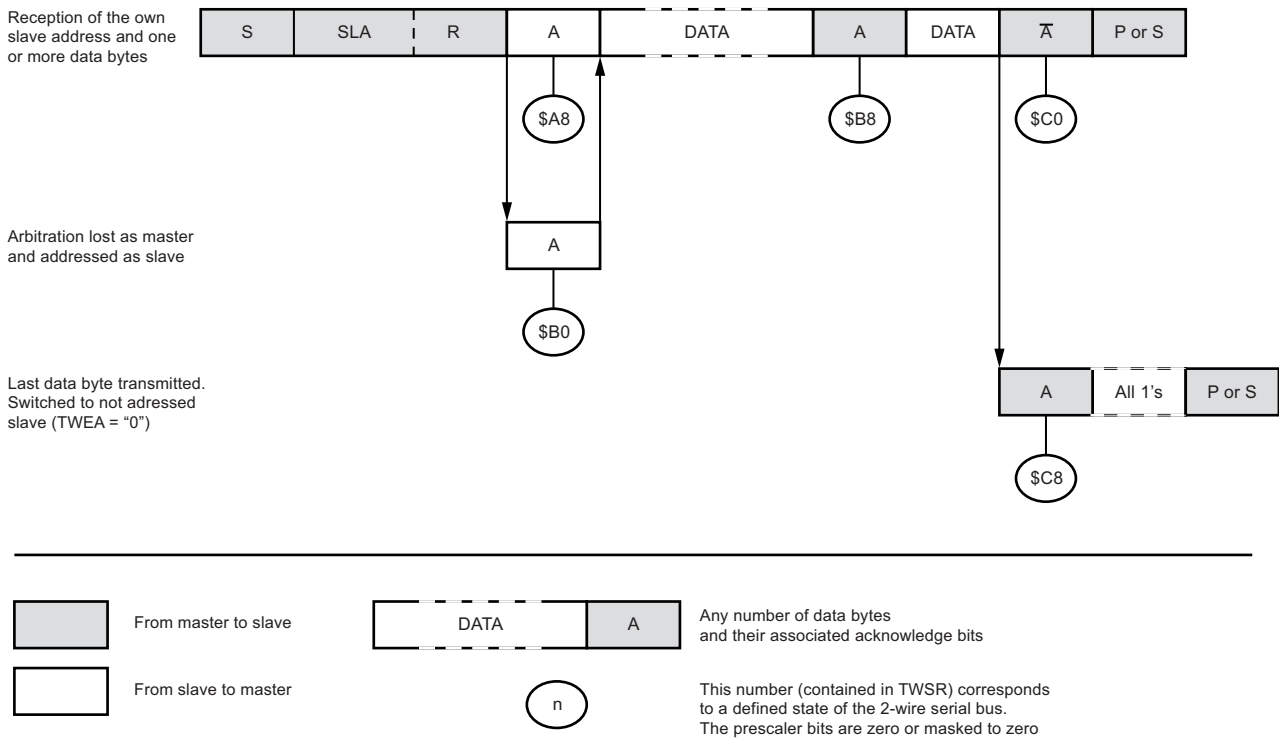 Reception of the own
slave address and one
or more data bytes
S SLA R A DATA A DATA A̅ P or S
$A8 $B8 $C0
Arbitration lost as master
and addressed as slave
A
$B0
Last data byte transmitted.
Switched to not adressed
slave (TWEA = “0”)
A All 1's P or S
$C8
From master to slave
DATA A
Any number of data bytes
and their associated acknowledge bits
From slave to master
n
This number (contained in TWSR) corresponds
to a defined state of the 2-wire serial bus.
The prescaler bits are zero or masked to zero